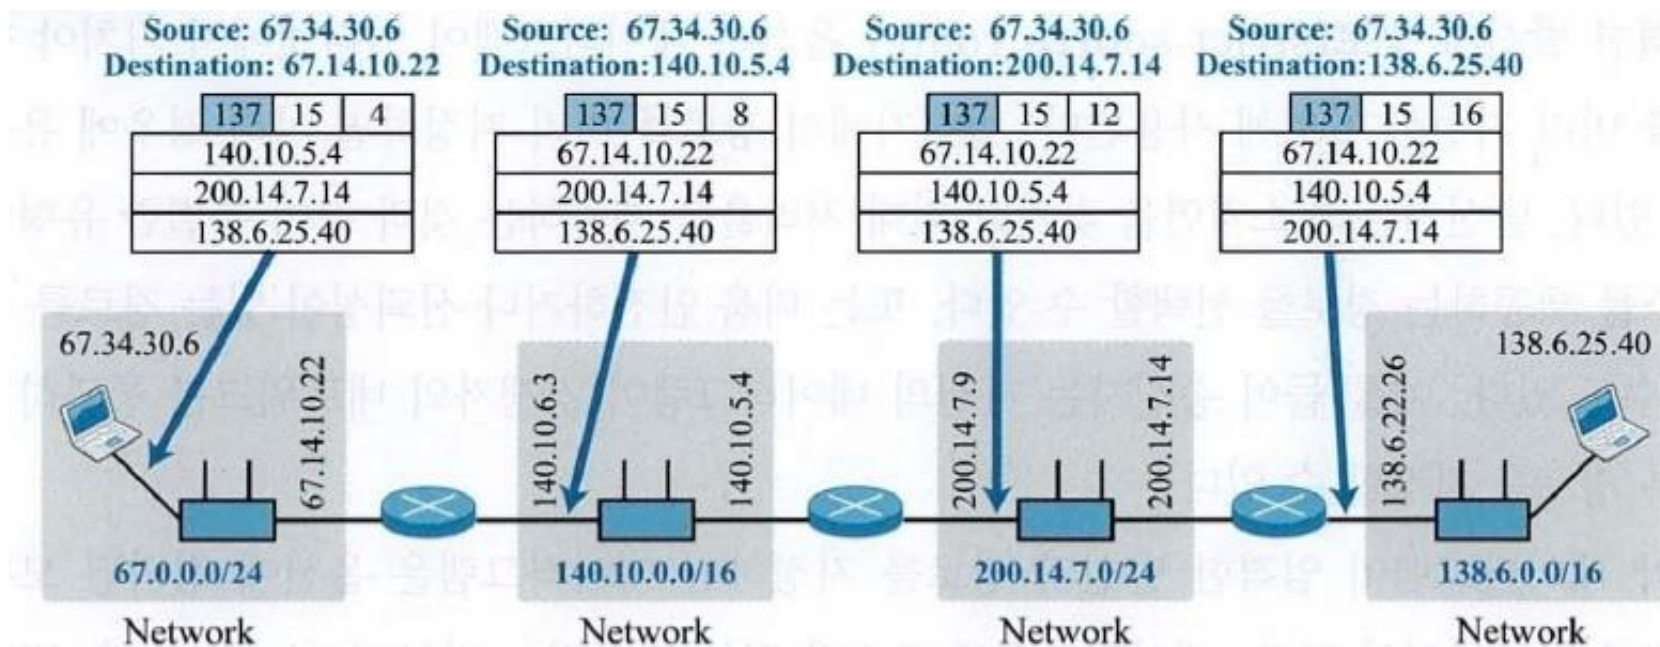 Source: 67.34.30.6
Destination: 67.14.10.22
137 15 4
140.10.5.4
200.14.7.14
138.6.25.40
Source: 67.34.30.6
Destination:140.10.5.4
137 15 8
67.14.10.22
200.14.7.14
138.6.25.40
Source: 67.34.30.6
Destination:200.14.7.14
137 15 12
67.14.10.22
140.10.5.4
138.6.25.40
Source: 67.34.30.6
Destination:138.6.25.40
137 15 16
67.14.10.22
140.10.5.4
200.14.7.14
67.34.30.6
67.14.10.22
140.10.6.3
140.10.5.4
200.14.7.9
200.14.7.14
138.6.22.26
138.6.25.40
67.0.0.0/24
140.10.0.0/16
200.14.7.0/24
138.6.0.0/16
Network
Network
Network
Network